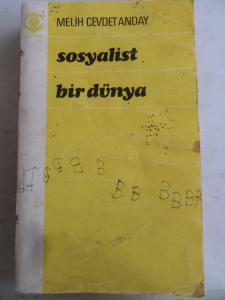 MELİH CEVDET ANDAY
sosyalist
bir dünya
B B B
B B B B